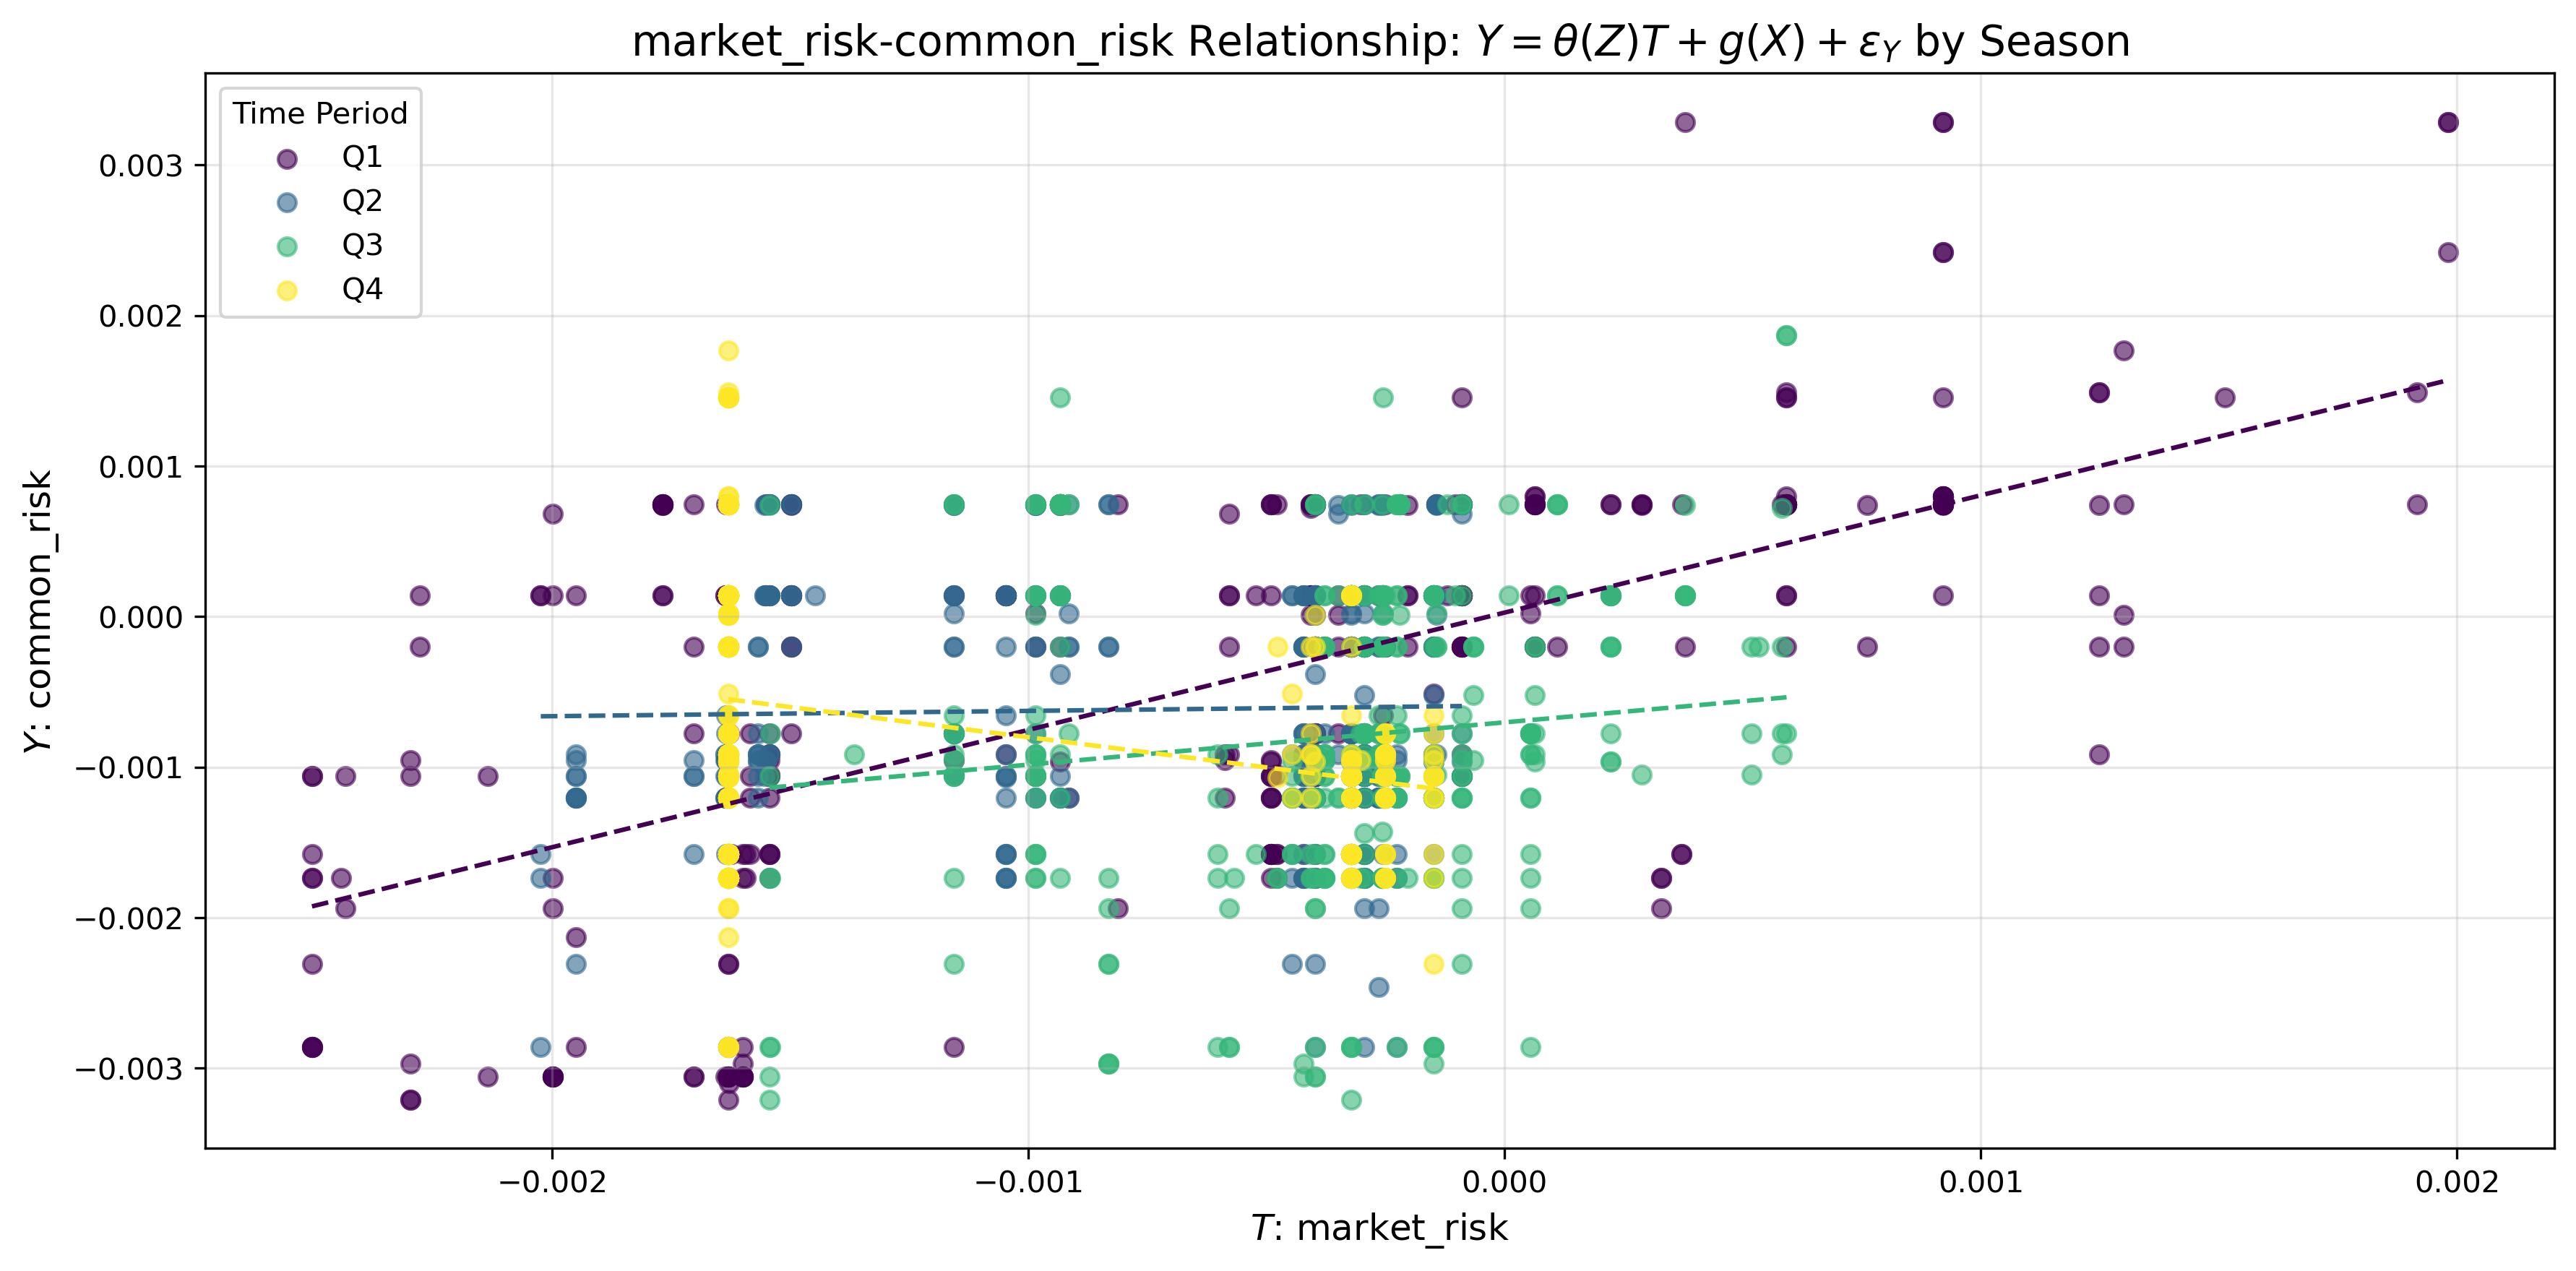 market_risk-common_risk Relationship: Y = θ(Z)T + g(X) + ε_Y by Season
Time Period
Q1
Q2
Q3
Q4
0.003
0.002
0.001
0.000
−0.001
−0.002
−0.003
Y: common_risk
−0.002
−0.001
0.000
0.001
0.002
T: market_risk